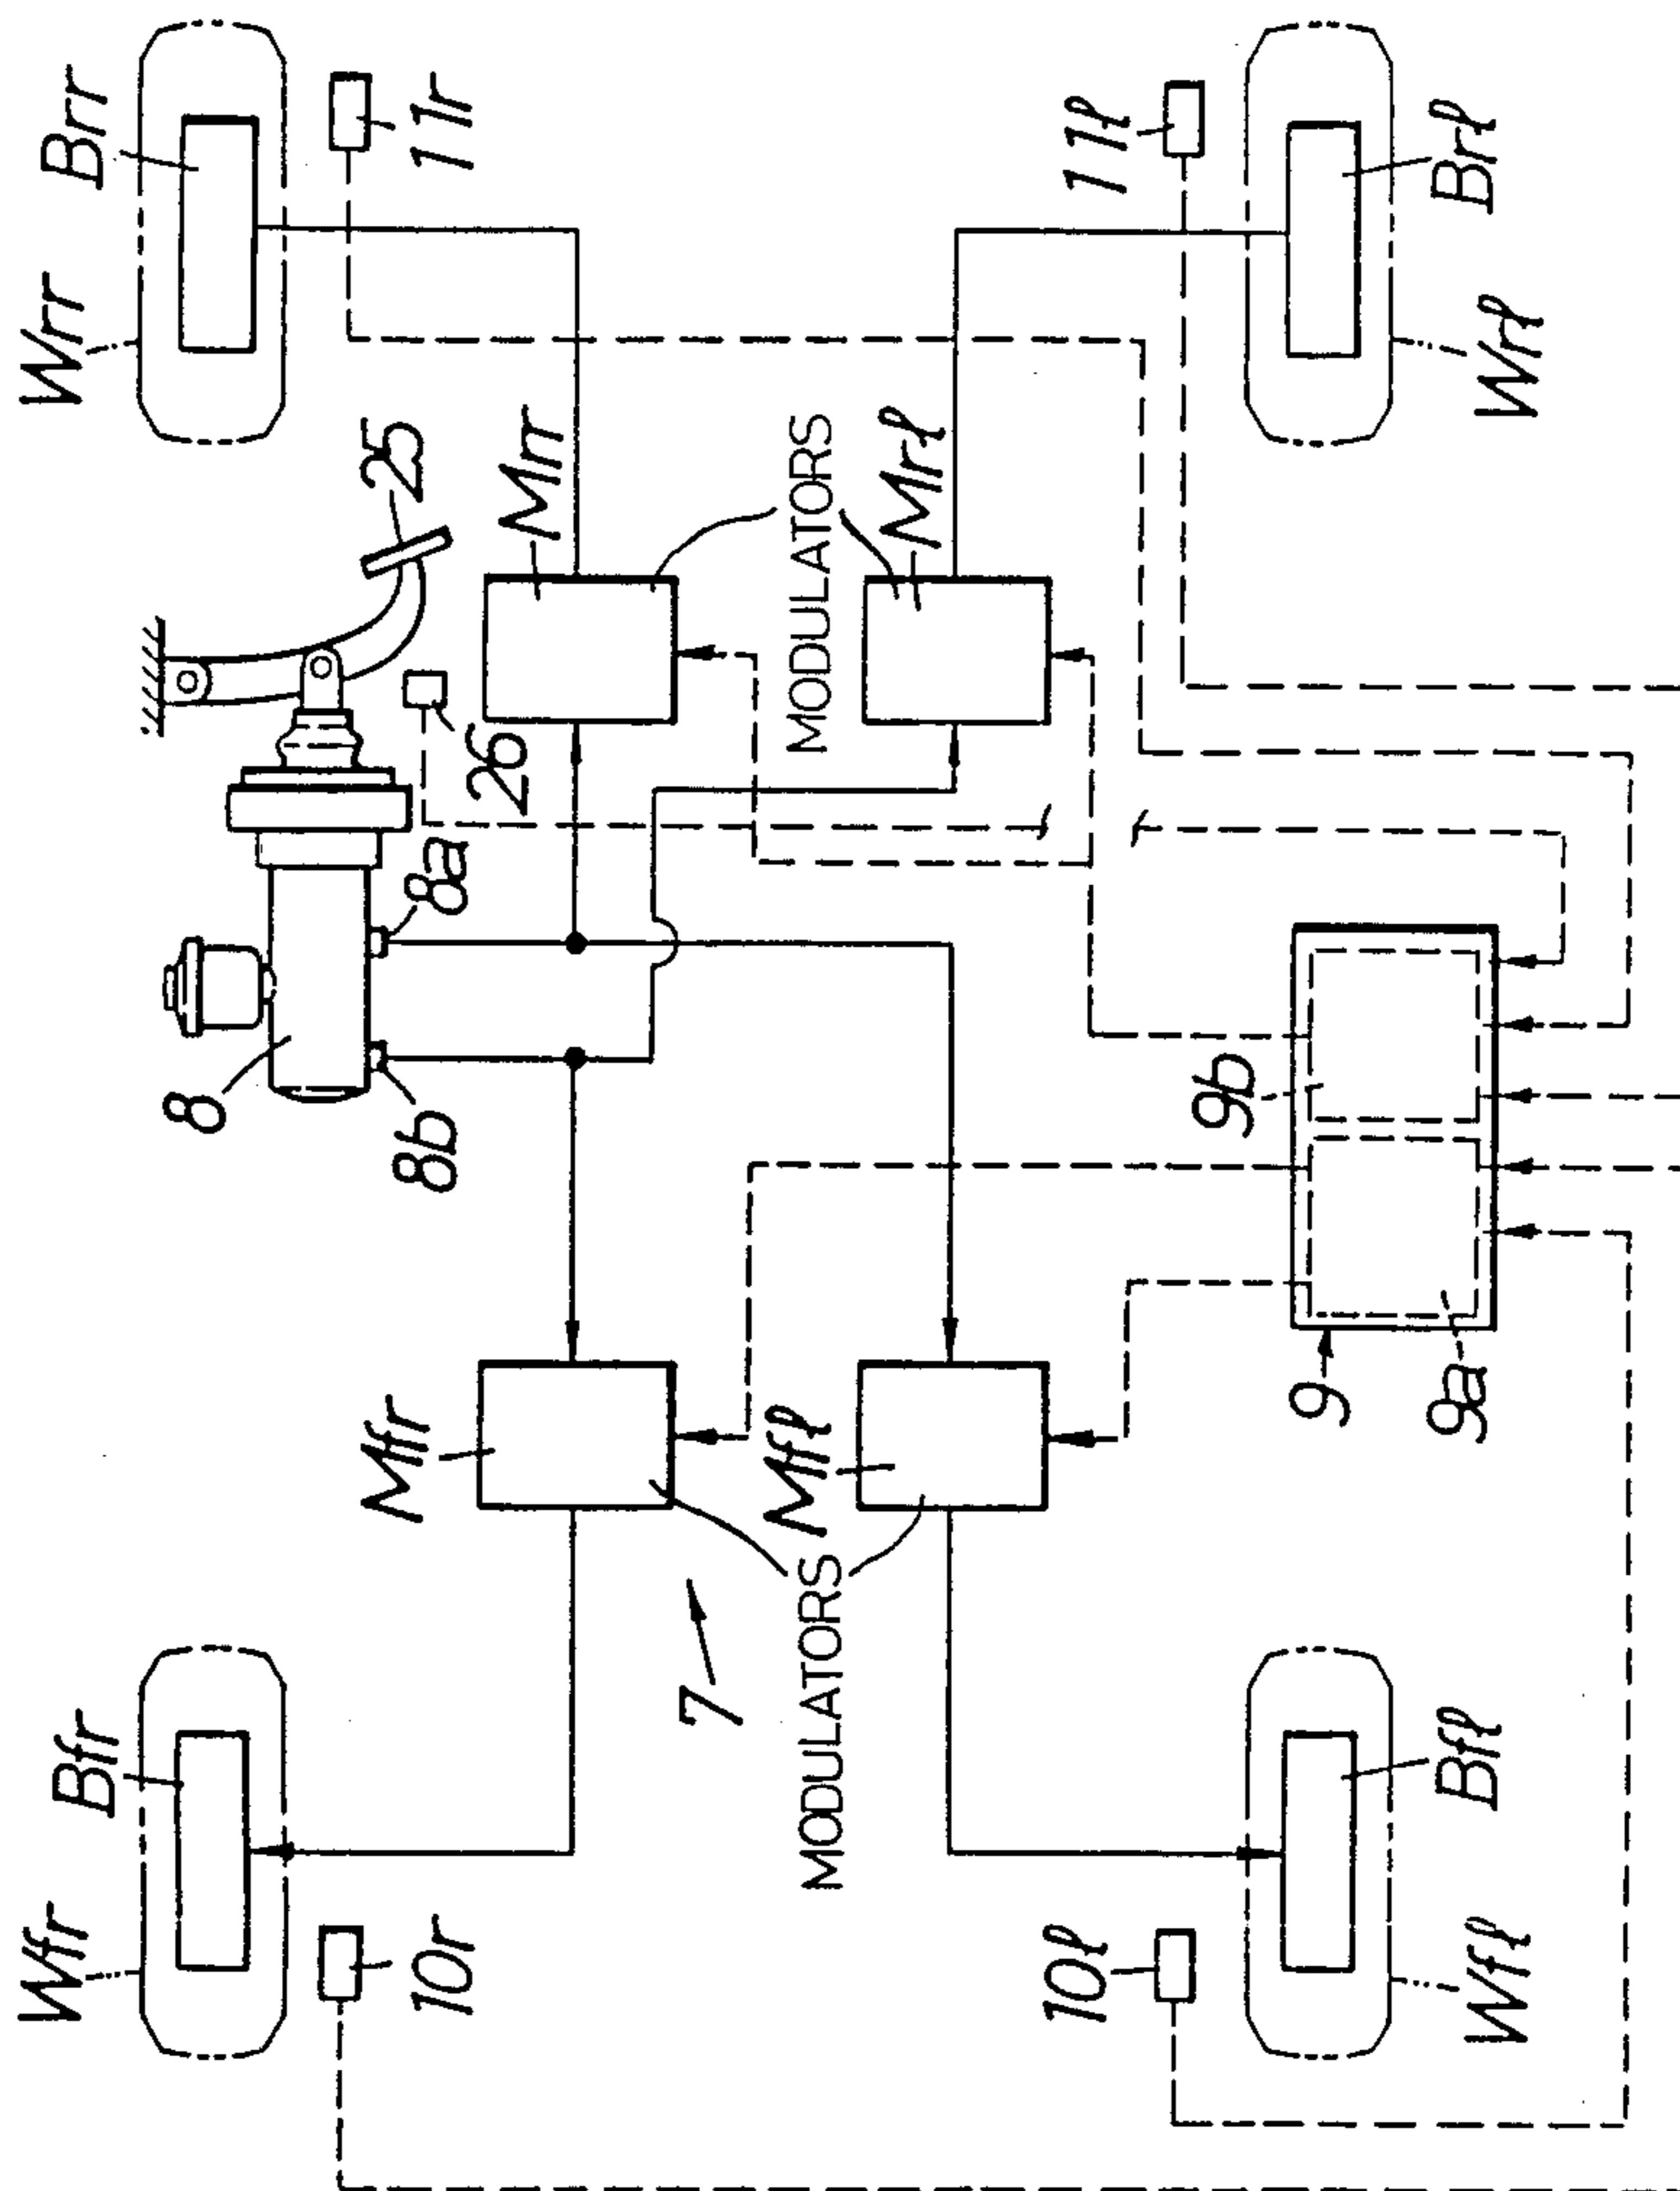 Wrr
Brr
11r
25
Mrr
26
8a
8
8b
MODULATORS
Mrℓ
11ℓ
Brℓ
Wrℓ
9b
9
9a
Mfr
Mfℓ
MODULATORS
7
Bfr
Wfr
10r
10ℓ
Bfℓ
Wfℓ